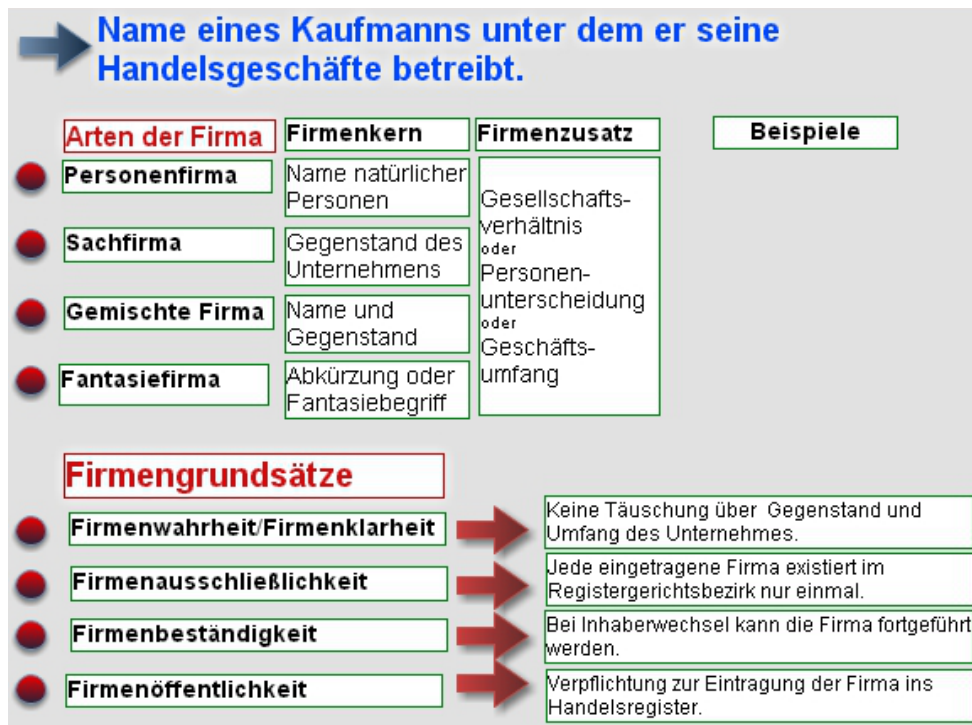 Name eines Kaufmanns unter dem er seine
Handelsgeschäfte betreibt.
Arten der Firma
Firmenkern
Firmenzusatz
Beispiele
Personenfirma
Name natürlicher
Personen
Sachfirma
Gegenstand des
Unternehmens
Gemischte Firma
Name und
Gegenstand
Fantasiefirma
Abkürzung oder
Fantasiebegriff
Gesellschafts-
verhältnis
oder
Personen-
unterscheidung
oder
Geschäfts-
umfang
Firmengrundsätze
Firmenwahrheit/Firmenklarheit
Keine Täuschung über Gegenstand und
Umfang des Unternehmes.
Firmenausschließlichkeit
Jede eingetragene Firma existiert im
Registergerichtsbezirk nur einmal.
Firmenbeständigkeit
Bei Inhaberwechsel kann die Firma fortgeführt
werden.
Firmenöffentlichkeit
Verpflichtung zur Eintragung der Firma ins
Handelsregister.